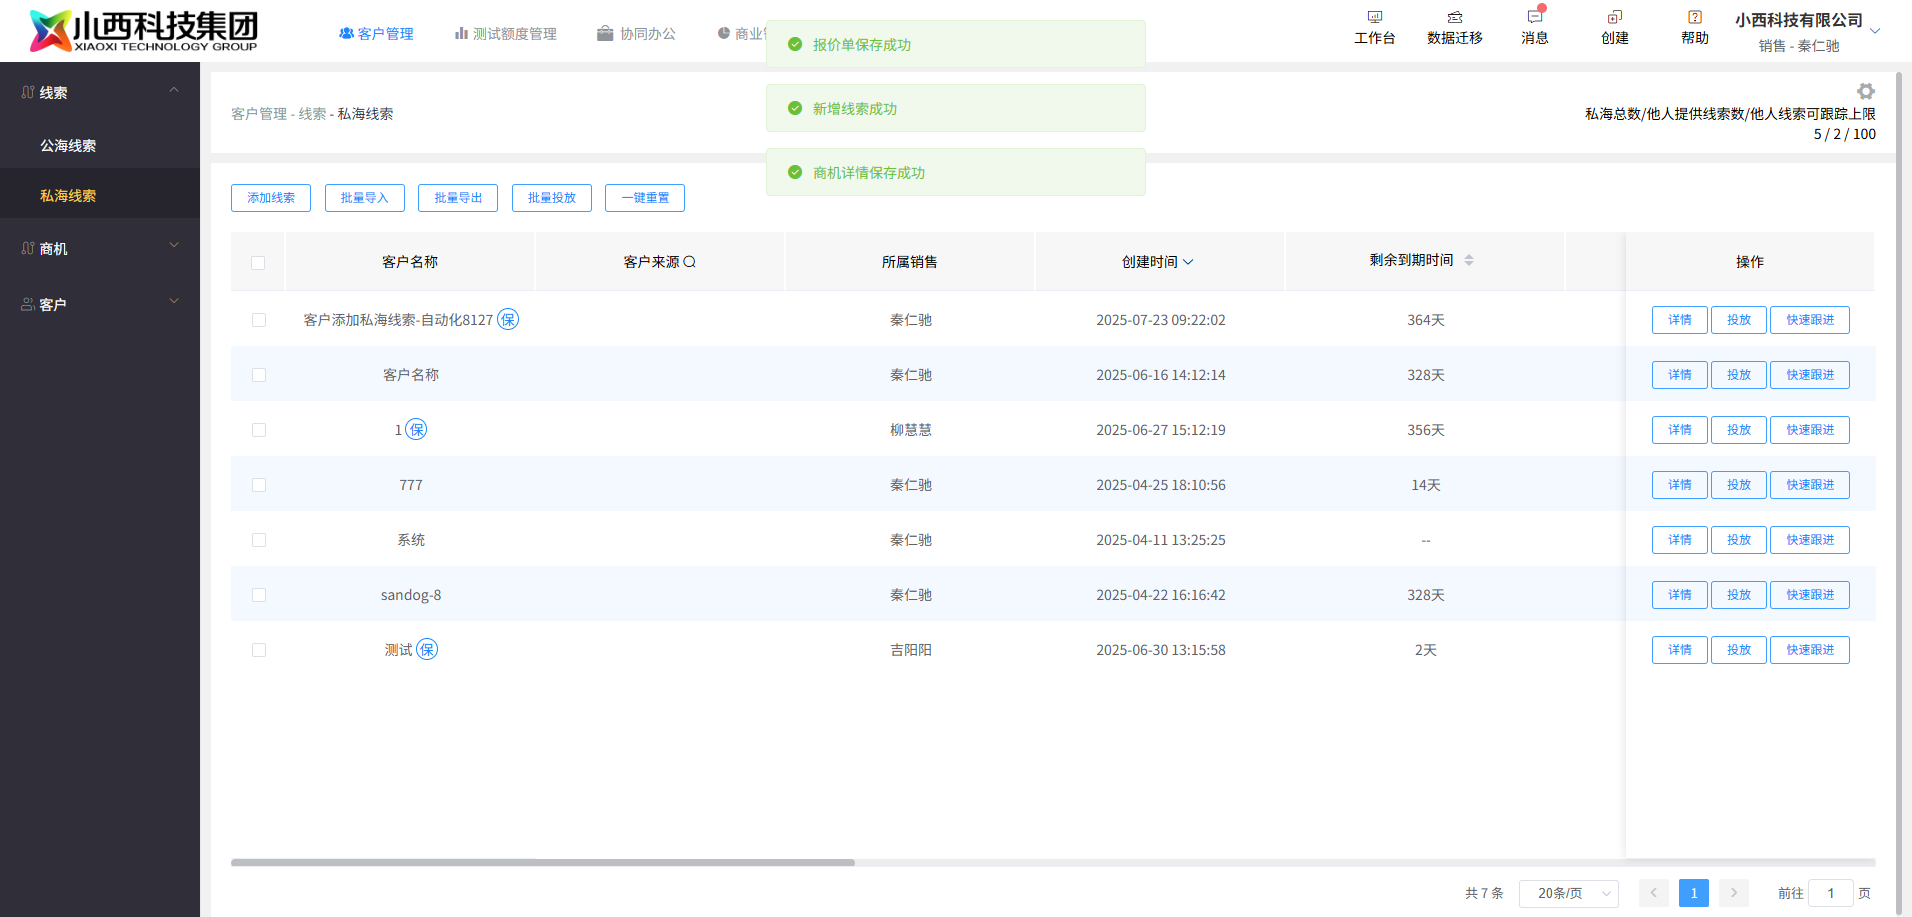 小西科技集团
XIAOXI TECHNOLOGY GROUP
客户管理
测试额度管理
协同办公
商业
工作台
数据迁移
消息
创建
帮助
小西科技有限公司
销售 - 秦仁驰
报价单保存成功
新增线索成功
商机详情保存成功
线索
公海线索
私海线索
商机
客户
客户管理 - 线索 - 私海线索
私海总数/他人提供线索数/他人线索可跟踪上限
5 / 2 / 100
添加线索 批量导入 批量导出 批量投放 一键重置
客户名称 客户来源 所属销售 创建时间 剩余到期时间 操作
客户添加私海线索-自动化8127 保 秦仁驰 2025-07-23 09:22:02 364天 详情 投放 快速跟进
客户名称 秦仁驰 2025-06-16 14:12:14 328天 详情 投放 快速跟进
1 保 柳慧慧 2025-06-27 15:12:19 356天 详情 投放 快速跟进
777 秦仁驰 2025-04-25 18:10:56 14天 详情 投放 快速跟进
系统 秦仁驰 2025-04-11 13:25:25 -- 详情 投放 快速跟进
sandog-8 秦仁驰 2025-04-22 16:16:42 328天 详情 投放 快速跟进
测试 保 吉阳阳 2025-06-30 13:15:58 2天 详情 投放 快速跟进
共 7 条 20条/页 1 前往 1 页